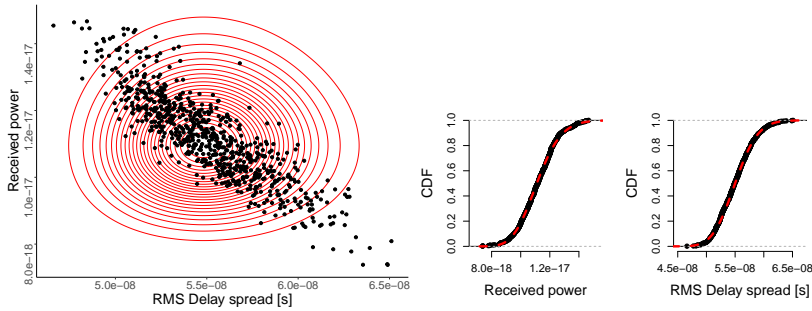 Received power
1.4e−17
1.2e−17
1.0e−17
8.0e−18
5.0e−08 5.5e−08 6.0e−08 6.5e−08
RMS Delay spread [s]
CDF
1.0
0.8
0.6
0.4
0.2
0.0
8.0e−18 1.2e−17
Received power
CDF
1.0
0.8
0.6
0.4
0.2
0.0
4.5e−08 5.5e−08 6.5e−08
RMS Delay spread [s]